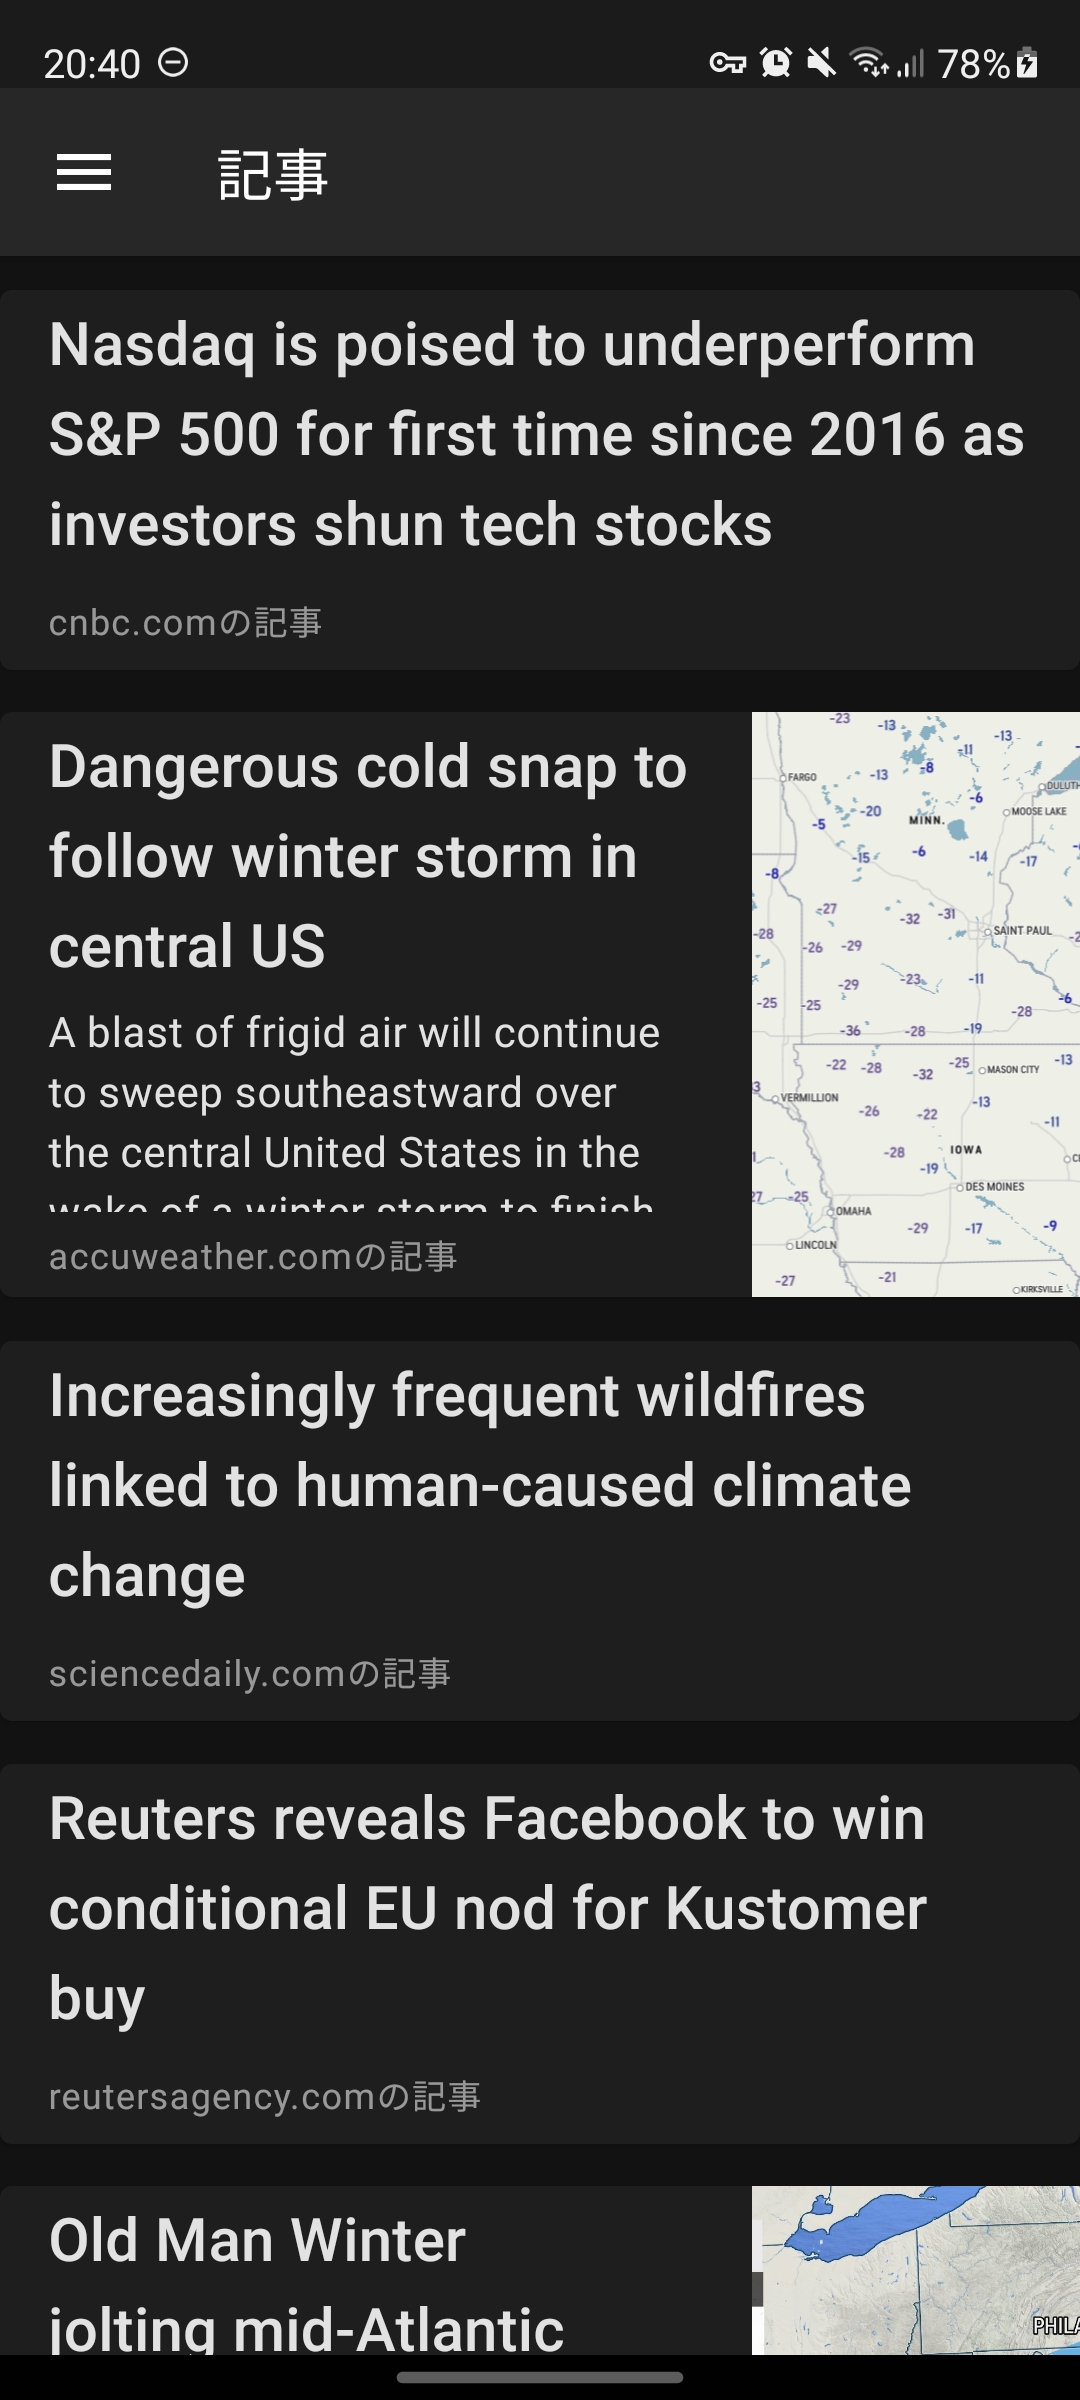 20:40
78%
記事
Nasdaq is poised to underperform
S&P 500 for first time since 2016 as
investors shun tech stocks
cnbc.comの記事
Dangerous cold snap to
follow winter storm in
central US
A blast of frigid air will continue
to sweep southeastward over
the central United States in the
wake of a winter storm to finish
accuweather.comの記事
-23
-13 -13
-11
-8
FARGO -13 DULUTH
-6
-20 MOOSE LAKE
-5 MINN.
-15 -6 -14 -17
-8
-27 -32 -31
-28 SAINT PAUL
-26 -29
-29 -23 -11
-25 -25 -28 -6
-36 -28 -19
-22 -28 -32 -25 MASON CITY -13
VERMILLION -26 -22 -13
-11
-28 IOWA
-19
-25 DES MOINES
OMAHA
-29 -17 -9
LINCOLN
-27 -21
KIRKSVILLE
Increasingly frequent wildfires
linked to human-caused climate
change
sciencedaily.comの記事
Reuters reveals Facebook to win
conditional EU nod for Kustomer
buy
reutersagency.comの記事
Old Man Winter
jolting mid-Atlantic
PHILA